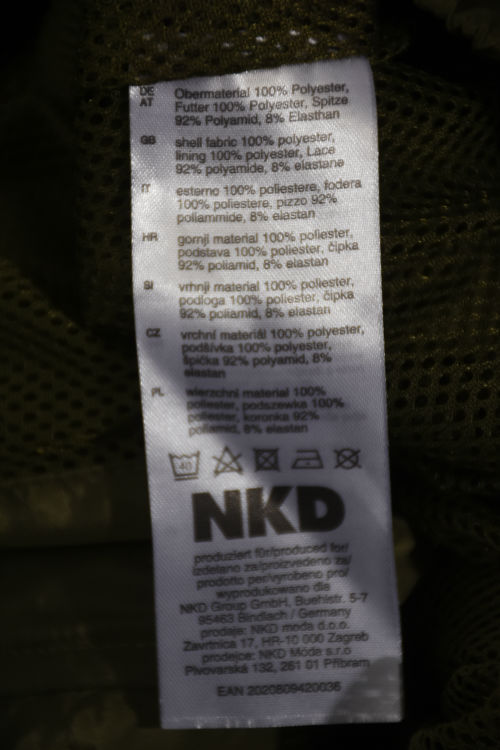 DE Obermaterial 100% Polyester,
AT Futter 100% Polyester, Spitze
92% Polyamid, 8% Elasthan
GB shell fabric 100% polyester,
lining 100% polyester, Lace
92% polyamide, 8% elastane
IT esterno 100% poliestere, fodera
100% poliestere, pizzo 92%
poliammide, 8% elastan
HR gornji material 100% poliester,
podstava 100% poliester, čipka
92% poliamid, 8% elastan
SI vrhnji material 100% poliester,
podloga 100% poliester, čipka
92% poliamid, 8% elastan
CZ vrchní materiál 100% polyester,
podšívka 100% polyester,
špička 92% polyamid, 8%
elastan
PL wierzchni material 100%
poliester, podszewka 100%
poliester, koronka 92%
poliamid, 8% elastan
40
NKD
produziert für/produced for/
izdelano za/proizvedeno za/
prodotto per/vyrobeno pro/
wyprodukowano dla
NKD Group GmbH, Buehlstr. 5-7
95463 Bindlach / Germany
prodaje: NKD moda d.o.o.
Zavrtnica 17, HR-10 000 Zagreb
prodejce: NKD Móda s.r.o
Pivovarská 132, 261 01 Příbram
EAN 2020809420036